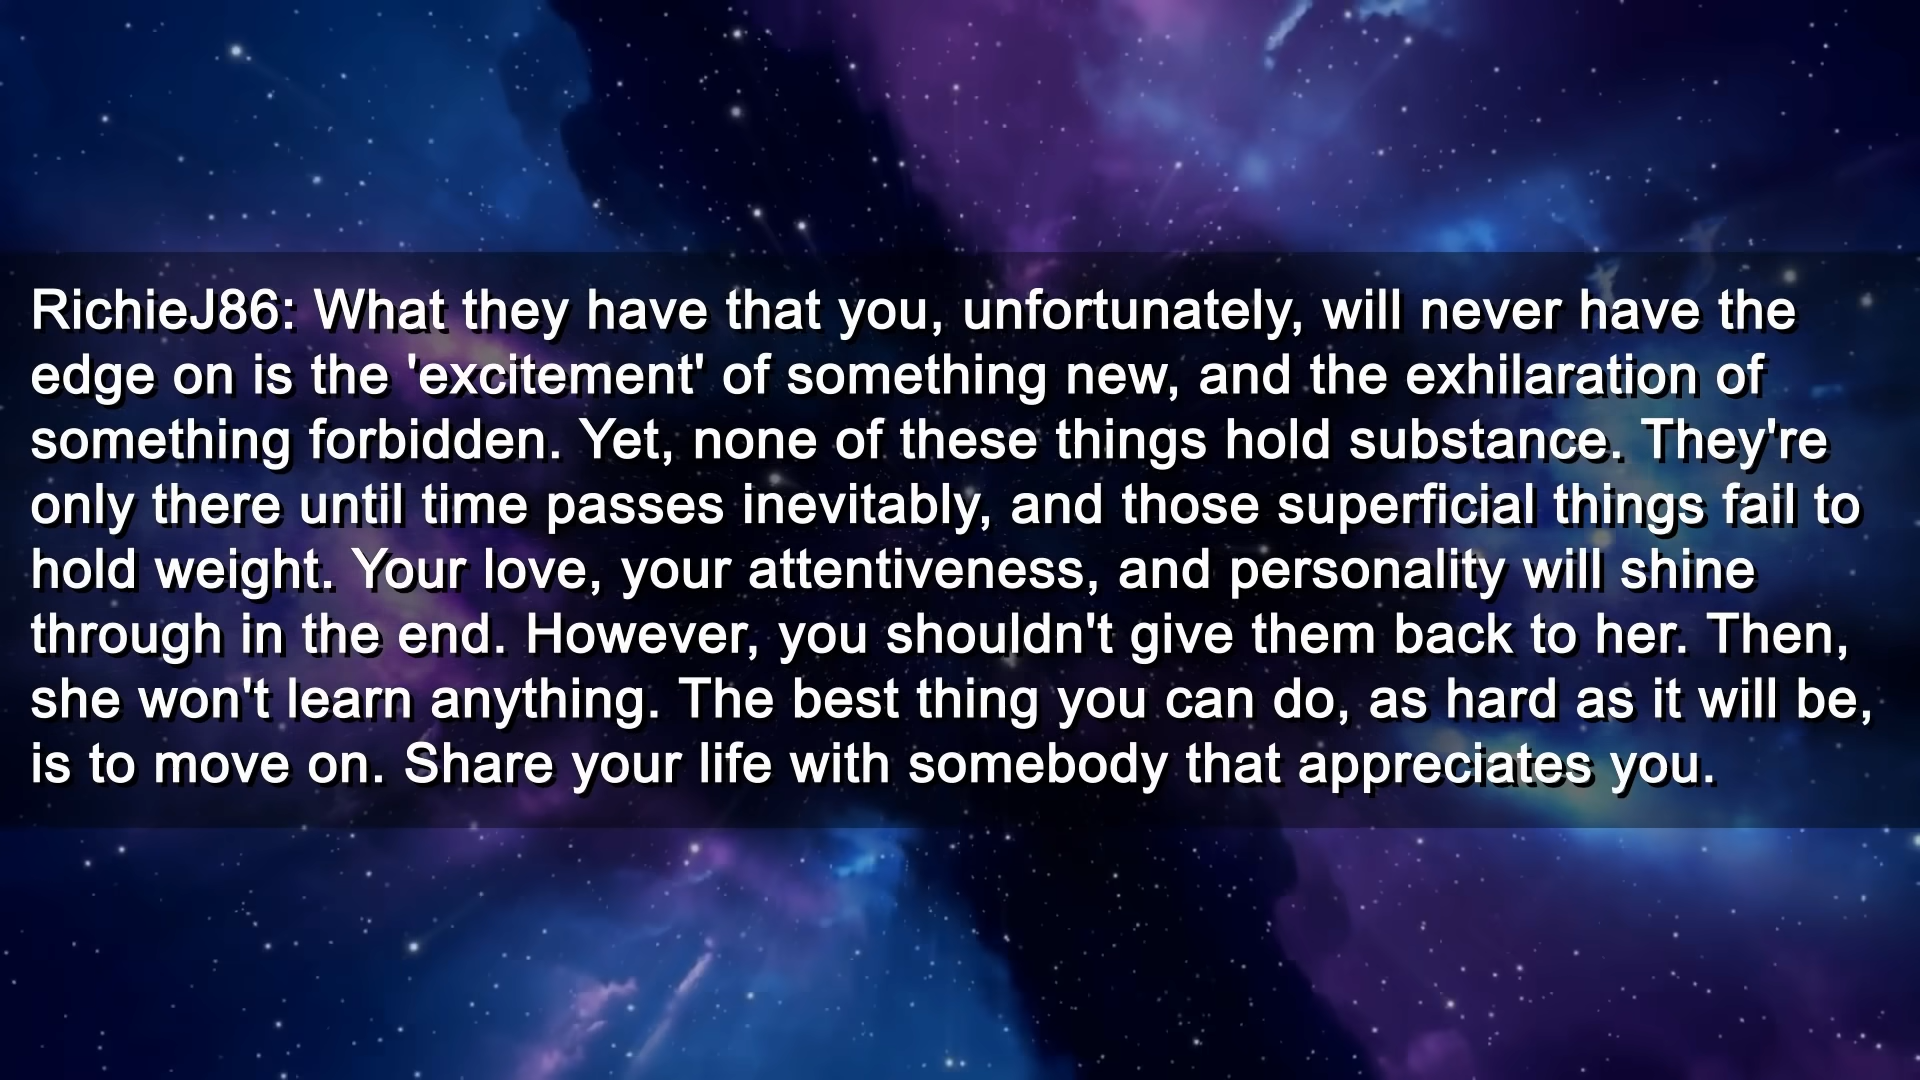 RichieJ86: What they have that you, unfortunately, will never have the
edge on is the 'excitement' of something new, and the exhilaration of
something forbidden. Yet, none of these things hold substance. They're
only there until time passes inevitably, and those superficial things fail to
hold weight. Your love, your attentiveness, and personality will shine
through in the end. However, you shouldn't give them back to her. Then,
she won't learn anything. The best thing you can do, as hard as it will be,
is to move on. Share your life with somebody that appreciates you.